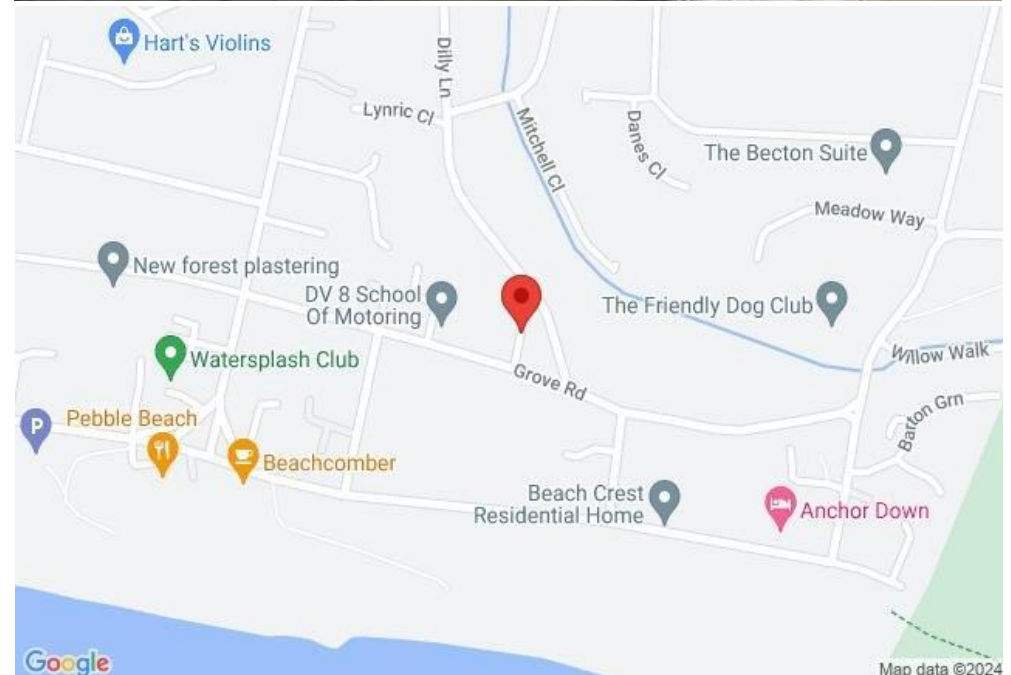 Hart's Violins
Dilly Ln
Lynric Cl
Mitchell Cl
Danes Cl
The Becton Suite
Meadow Way
New forest plastering
DV 8 School
Of Motoring
The Friendly Dog Club
Willow Walk
Watersplash Club
Grove Rd
P
Pebble Beach
Barton Grn
Beachcomber
Beach Crest
Residential Home
Anchor Down
Google
Map data ©2024